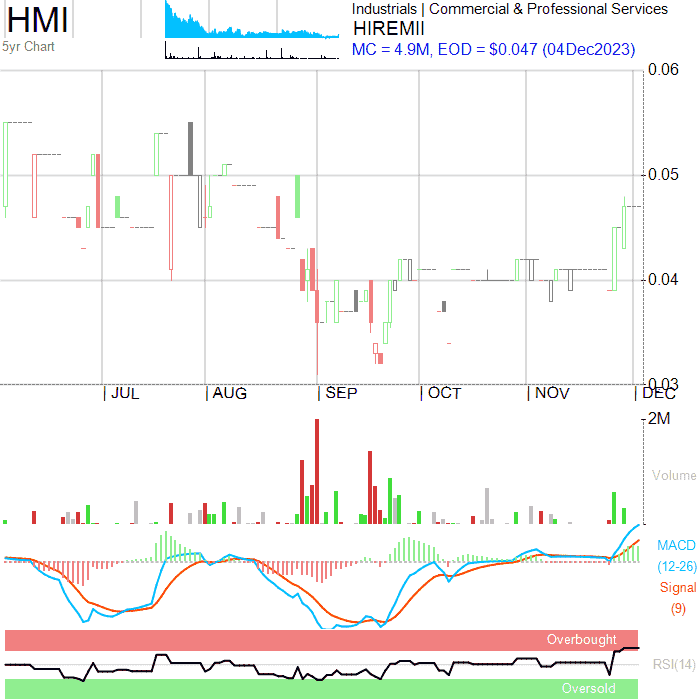 HMI
5yr Chart
Industrials | Commercial & Professional Services
HIREMII
MC = 4.9M, EOD = $0.047 (04Dec2023)
0.06
0.05
0.04
0.03
JUL AUG SEP OCT NOV DEC
2M
Volume
MACD
(12-26)
Signal
(9)
Overbought
RSI(14)
Oversold